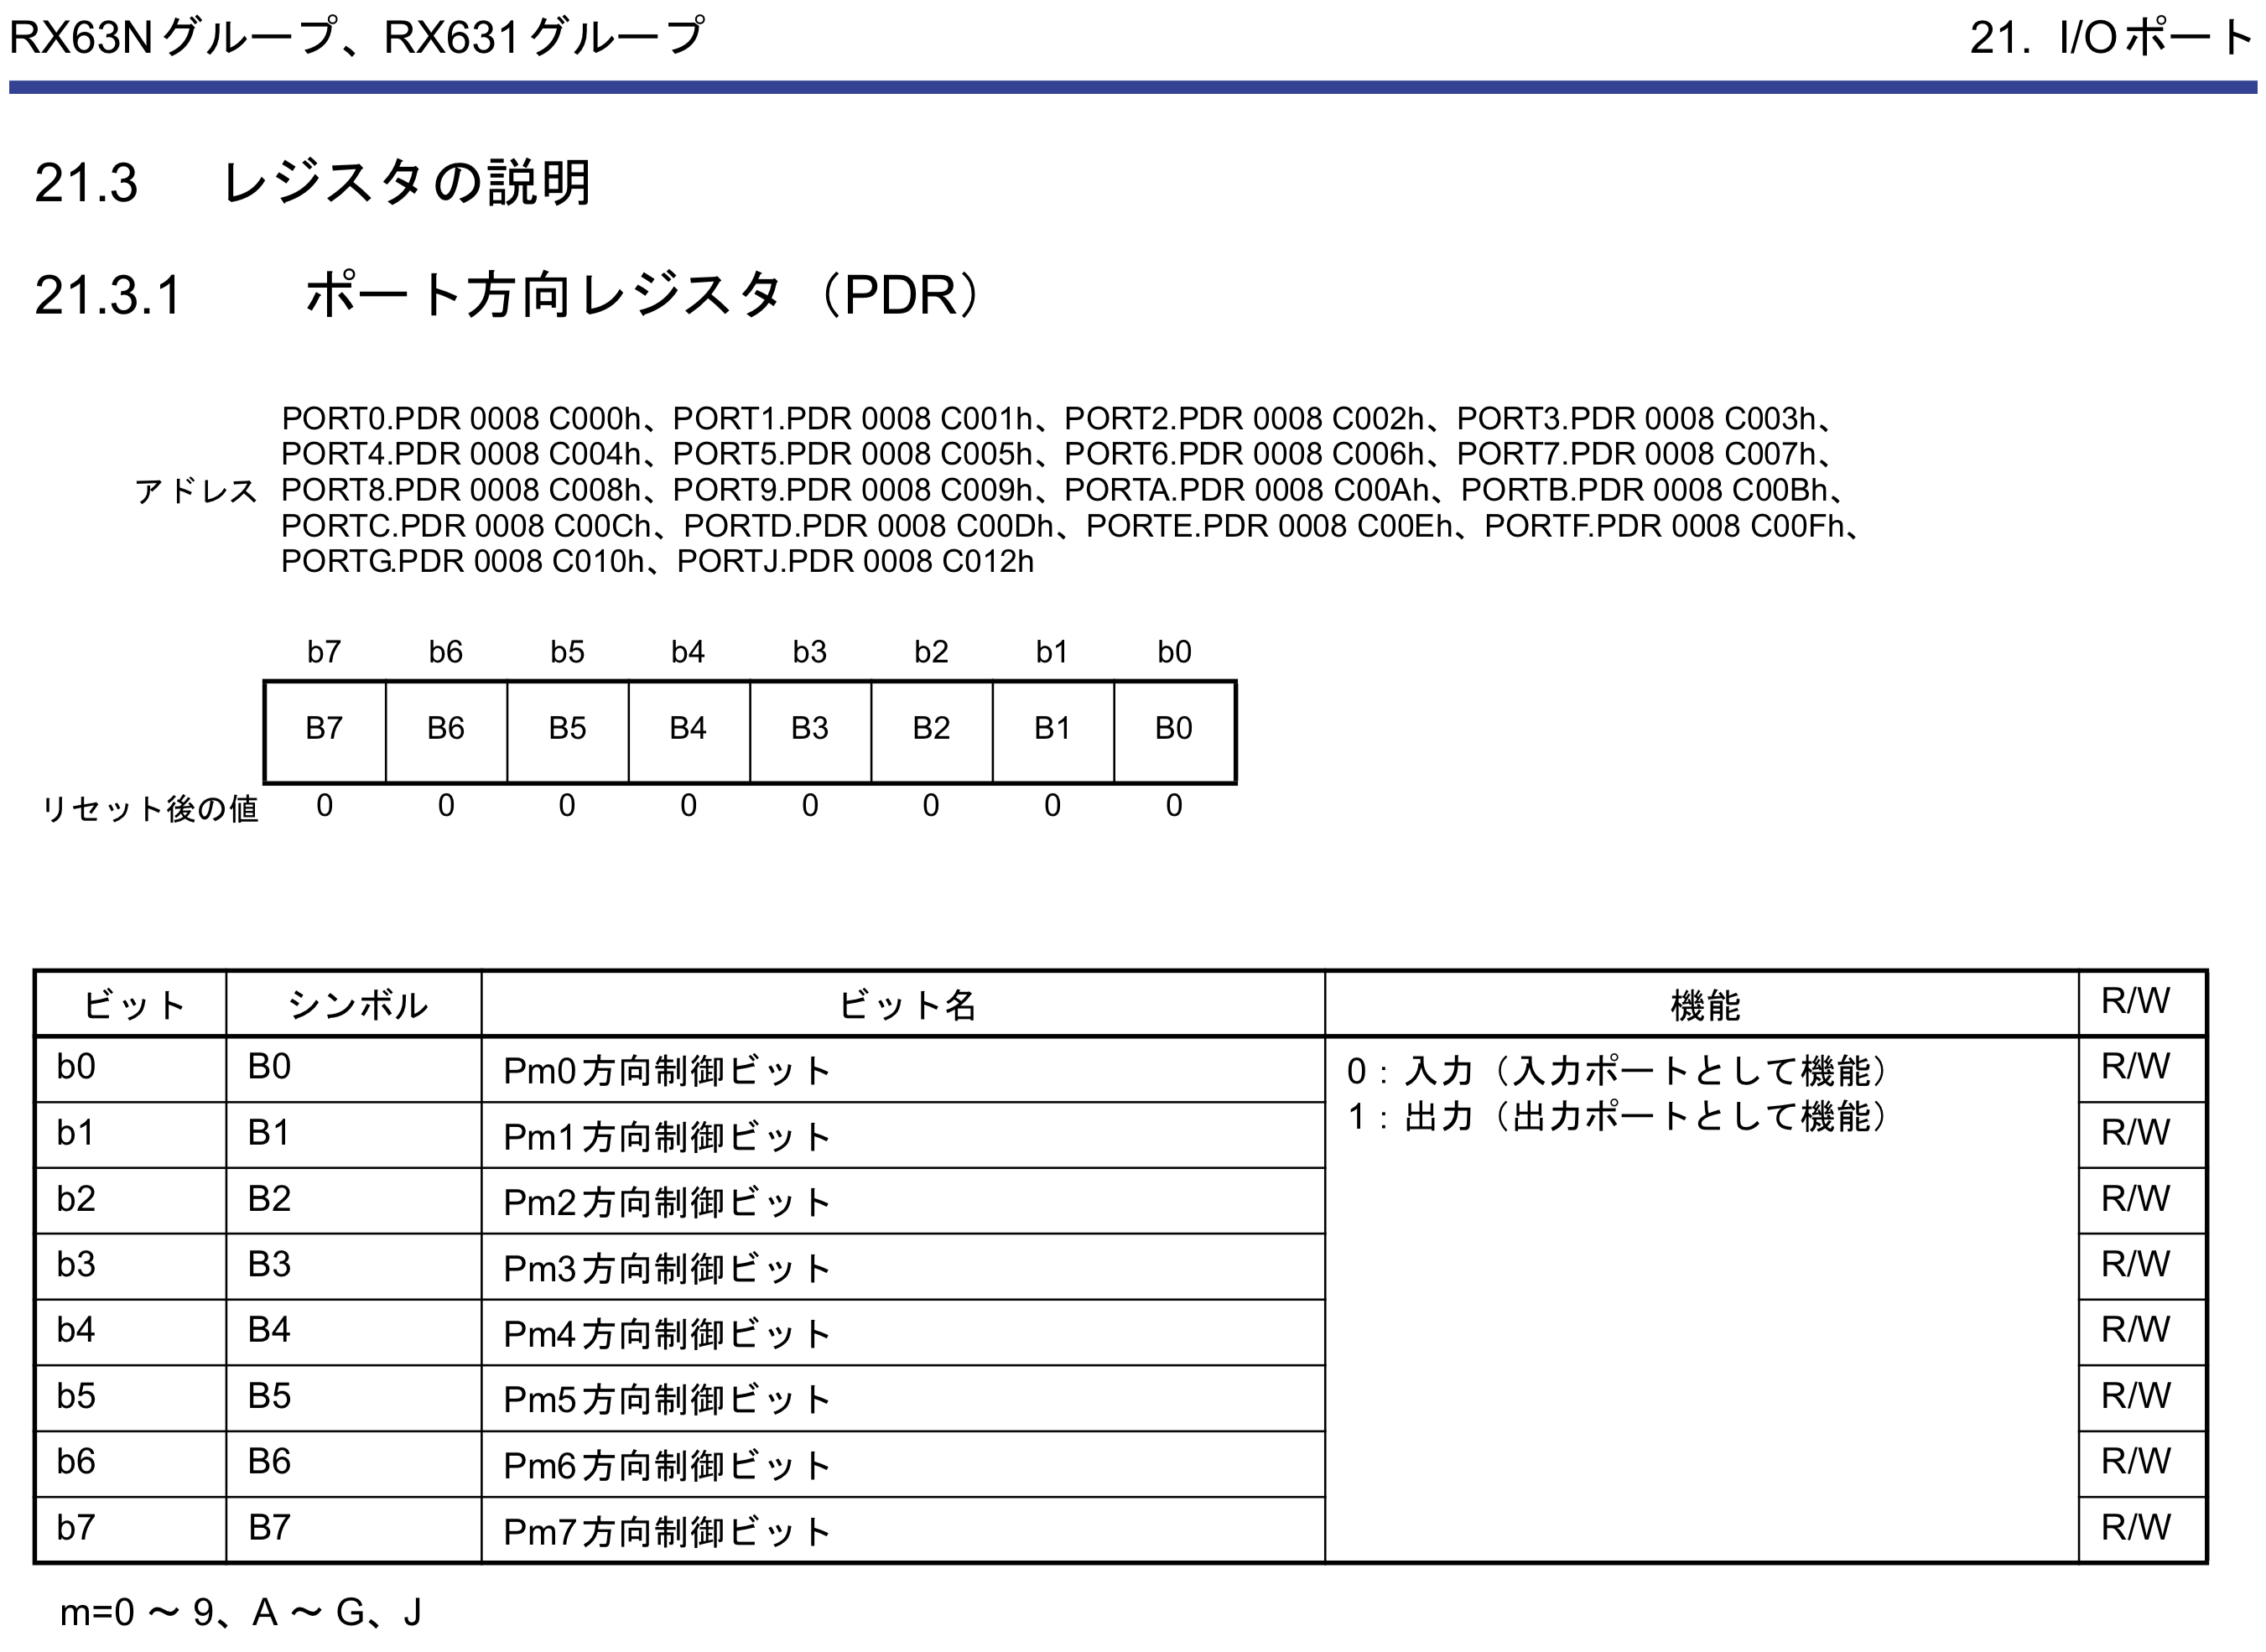 RX63Nグループ、RX631グループ 21. I/Oポート
21.3 レジスタの説明
21.3.1 ポート方向レジスタ（PDR）
PORT0.PDR 0008 C000h、PORT1.PDR 0008 C001h、PORT2.PDR 0008 C002h、PORT3.PDR 0008 C003h、
PORT4.PDR 0008 C004h、PORT5.PDR 0008 C005h、PORT6.PDR 0008 C006h、PORT7.PDR 0008 C007h、
アドレス PORT8.PDR 0008 C008h、PORT9.PDR 0008 C009h、PORTA.PDR 0008 C00Ah、PORTB.PDR 0008 C00Bh、
PORTC.PDR 0008 C00Ch、PORTD.PDR 0008 C00Dh、PORTE.PDR 0008 C00Eh、PORTF.PDR 0008 C00Fh、
PORTG.PDR 0008 C010h、PORTJ.PDR 0008 C012h
b7 b6 b5 b4 b3 b2 b1 b0
B7 B6 B5 B4 B3 B2 B1 B0
リセット後の値 0 0 0 0 0 0 0 0
ビット シンボル ビット名 機能 R/W
b0 B0 Pm0方向制御ビット 0：入力（入力ポートとして機能） R/W
b1 B1 Pm1方向制御ビット 1：出力（出力ポートとして機能） R/W
b2 B2 Pm2方向制御ビット R/W
b3 B3 Pm3方向制御ビット R/W
b4 B4 Pm4方向制御ビット R/W
b5 B5 Pm5方向制御ビット R/W
b6 B6 Pm6方向制御ビット R/W
b7 B7 Pm7方向制御ビット R/W
m=0 ～ 9、A ～ G、J